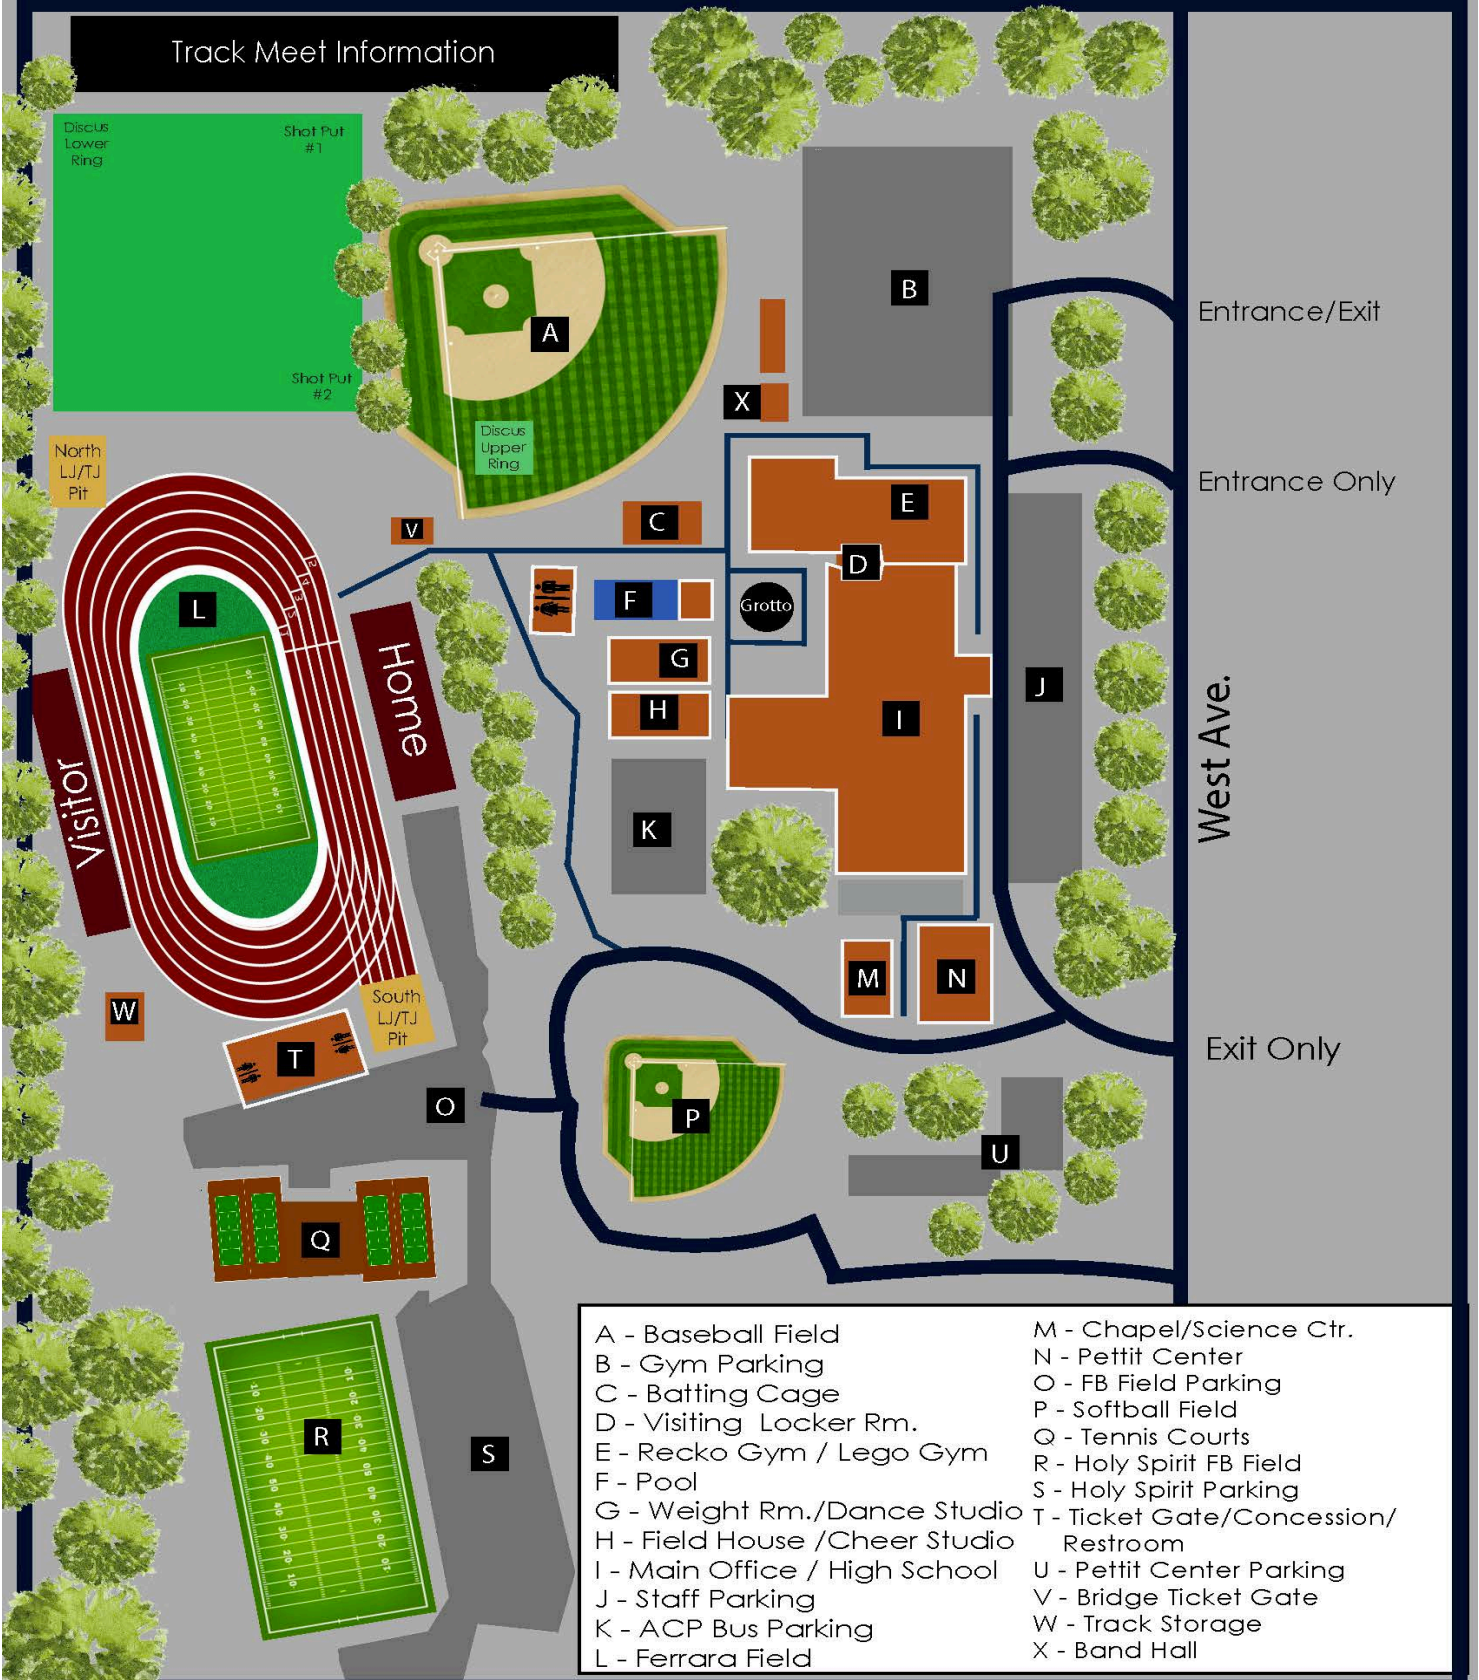 Track Meet Information
Discus
Lower
Ring
Shot Put
#1
Shot Put
#2
A
B
Entrance/Exit
X
Discus
Upper
Ring
North
LJ/TJ
Pit
Entrance Only
E
C
V
D
F
Grotto
L
G
Home
H
J
I
West Ave.
Visitor
K
M
N
South
LJ/TJ
Pit
W
Exit Only
T
O
P
U
Q
R
S
A - Baseball Field
B - Gym Parking
C - Batting Cage
D - Visiting Locker Rm.
E - Recko Gym / Lego Gym
F - Pool
G - Weight Rm./Dance Studio
H - Field House /Cheer Studio
I - Main Office / High School
J - Staff Parking
K - ACP Bus Parking
L - Ferrara Field
M - Chapel/Science Ctr.
N - Pettit Center
O - FB Field Parking
P - Softball Field
Q - Tennis Courts
R - Holy Spirit FB Field
S - Holy Spirit Parking
T - Ticket Gate/Concession/
Restroom
U - Pettit Center Parking
V - Bridge Ticket Gate
W - Track Storage
X - Band Hall